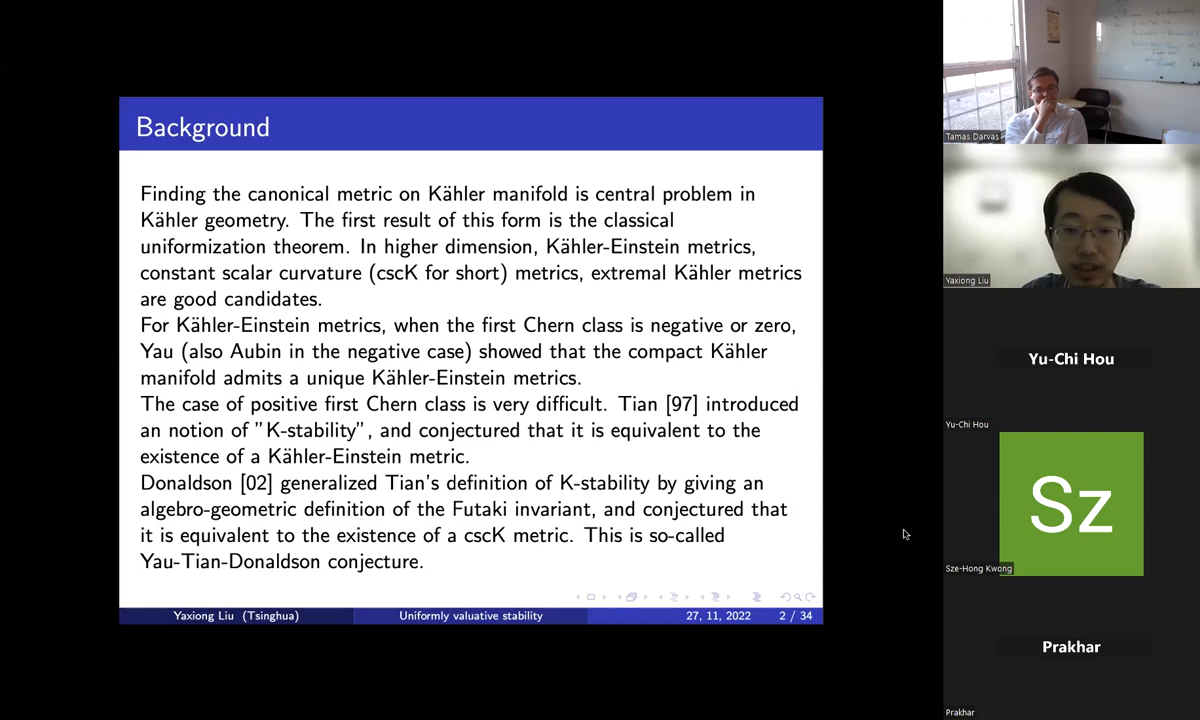 Background
Finding the canonical metric on Kähler manifold is central problem in
Kähler geometry. The first result of this form is the classical
uniformization theorem. In higher dimension, Kähler-Einstein metrics,
constant scalar curvature (cscK for short) metrics, extremal Kähler metrics
are good candidates.
For Kähler-Einstein metrics, when the first Chern class is negative or zero,
Yau (also Aubin in the negative case) showed that the compact Kähler
manifold admits a unique Kähler-Einstein metrics.
The case of positive first Chern class is very difficult. Tian [97] introduced
an notion of ”K-stability”, and conjectured that it is equivalent to the
existence of a Kähler-Einstein metric.
Donaldson [02] generalized Tian's definition of K-stability by giving an
algebro-geometric definition of the Futaki invariant, and conjectured that
it is equivalent to the existence of a cscK metric. This is so-called
Yau-Tian-Donaldson conjecture.
Yaxiong Liu (Tsinghua)
Uniformly valuative stability
27, 11, 2022
2 / 34
Tamas Darvas
Yaxiong Liu
Yu-Chi Hou
Yu-Chi Hou
Sz
Sze-Hong Kwong
Prakhar
Prakhar